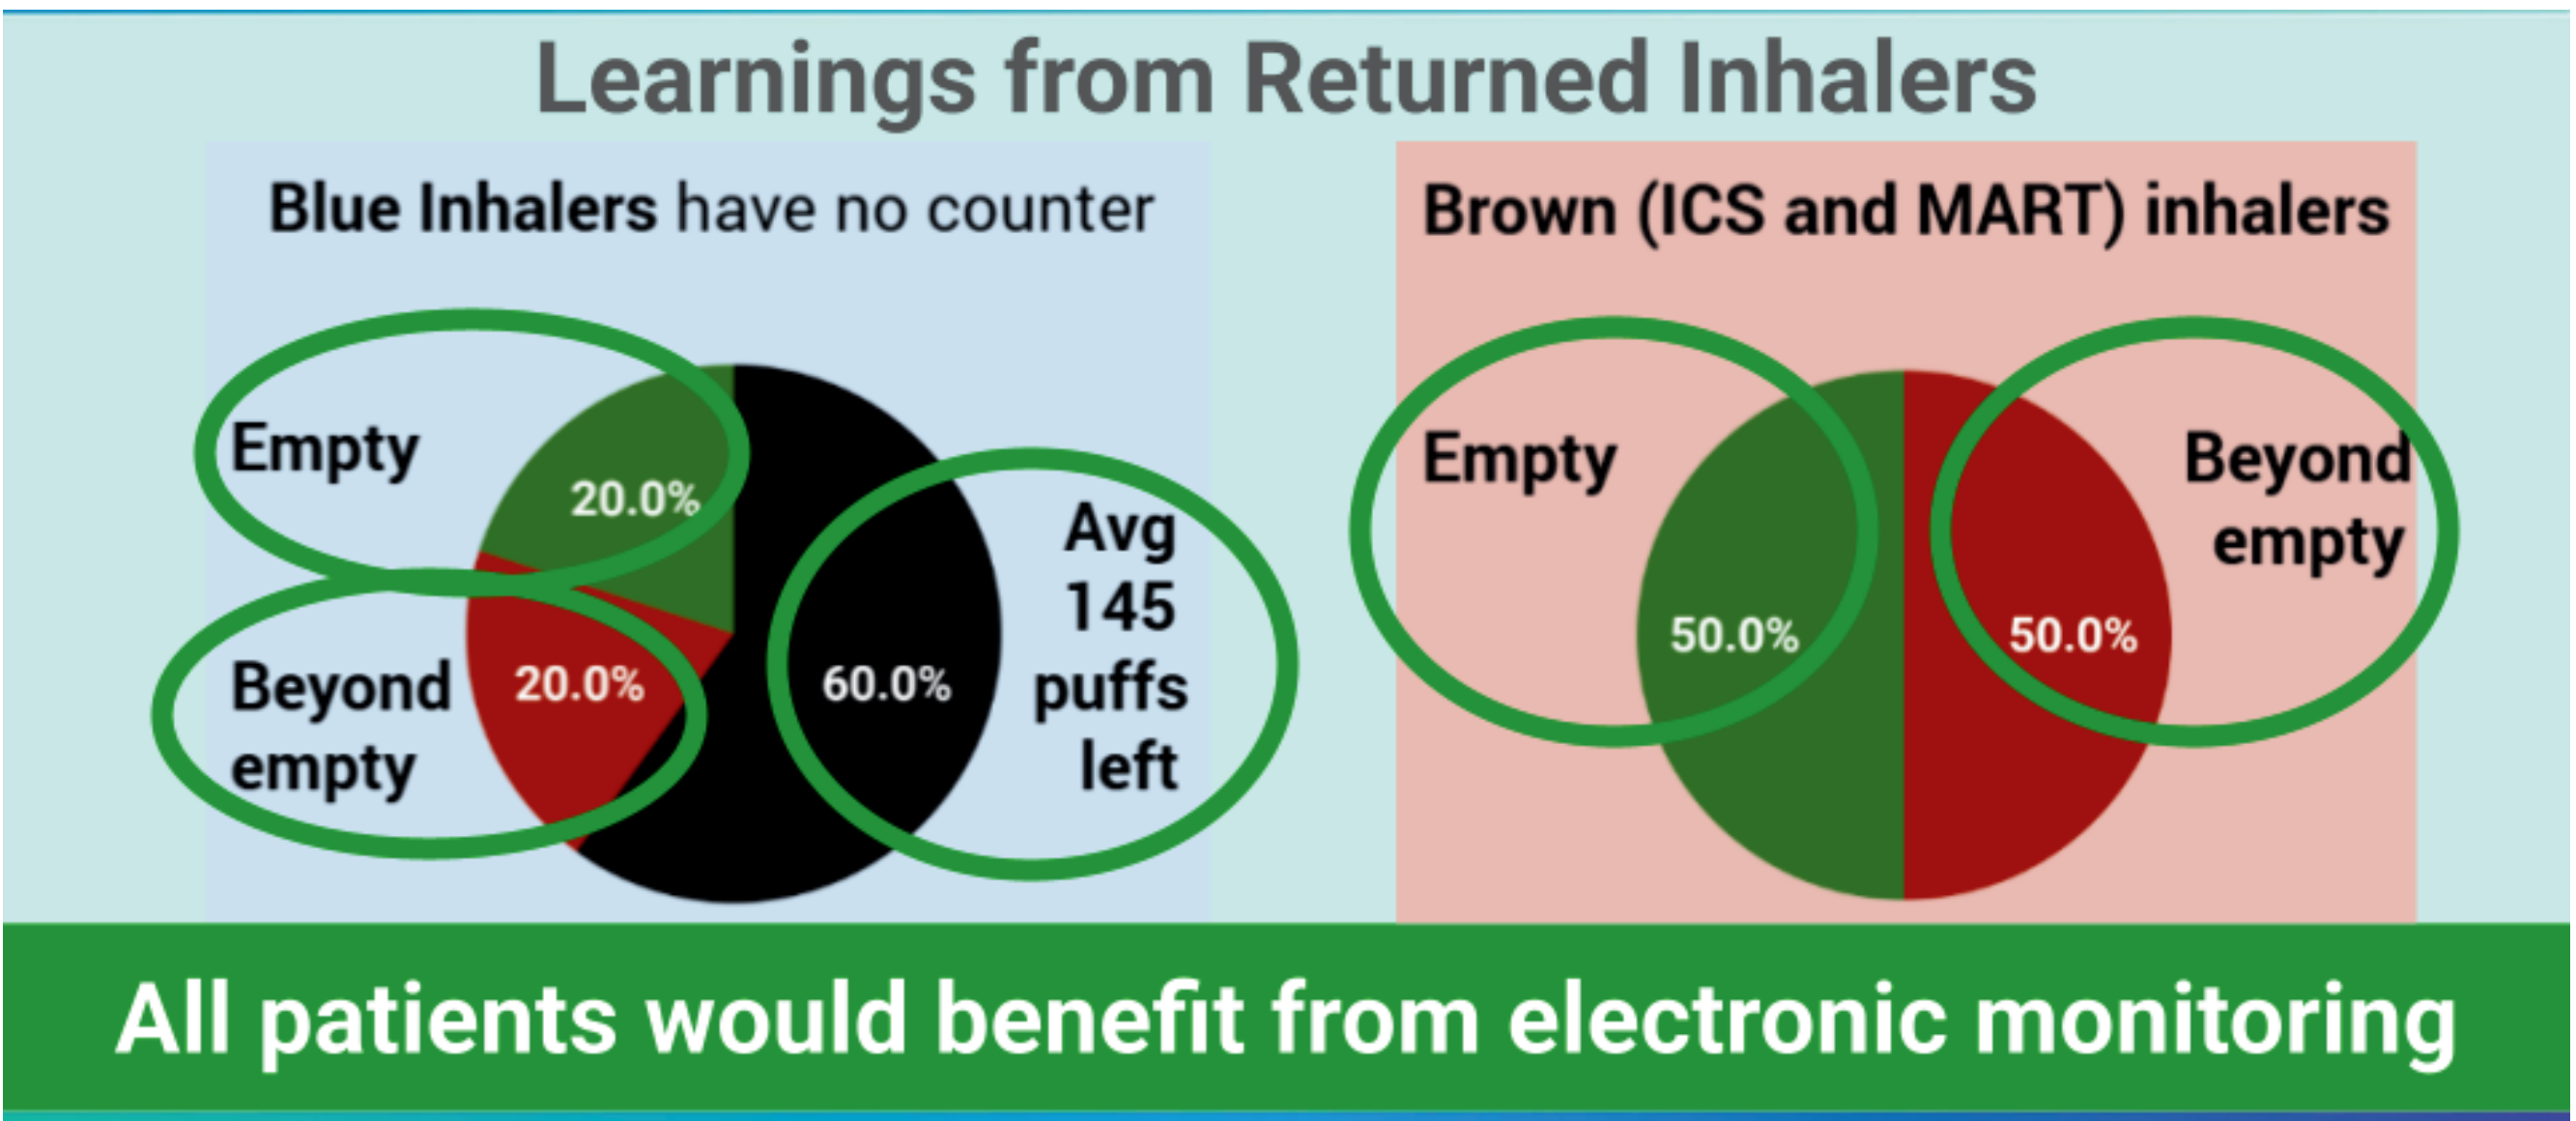 Learnings from Returned Inhalers
Blue Inhalers have no counter
Empty
20.0%
Beyond
empty
20.0%
60.0%
Avg
145
puffs
left
Brown (ICS and MART) inhalers
Empty
50.0%
50.0%
Beyond
empty
All patients would benefit from electronic monitoring